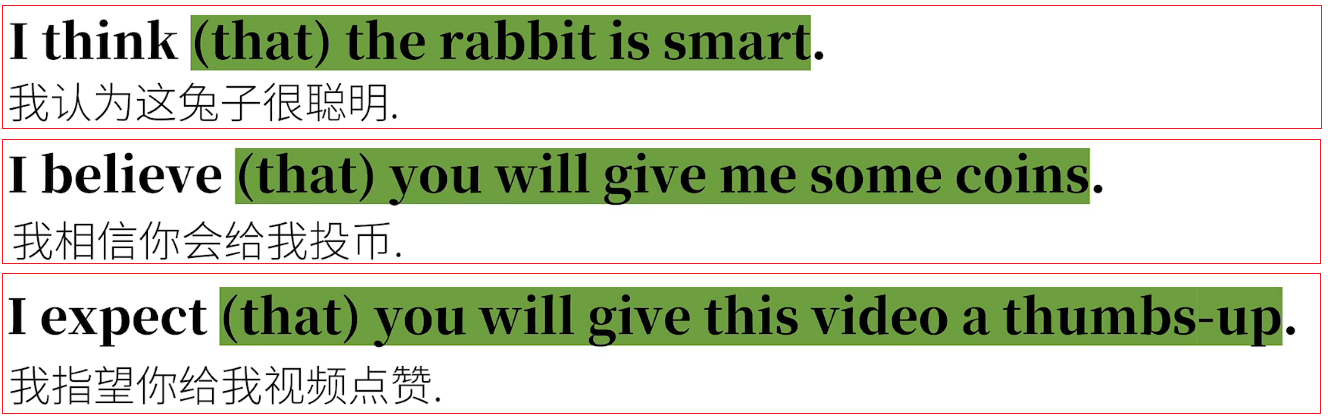 I think (that) the rabbit is smart.
我认为这兔子很聪明.
I believe (that) you will give me some coins.
我相信你会给我投币.
I expect (that) you will give this video a thumbs-up.
我指望你给我视频点赞.